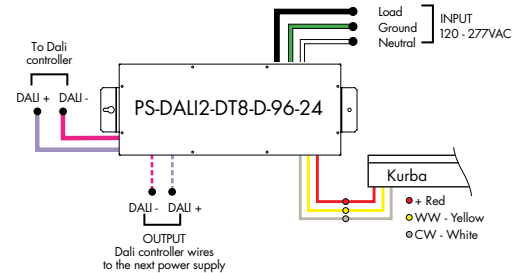 To Dali
controller
DALI + DALI -
Load
Ground
Neutral
INPUT
120 - 277VAC
PS-DALI2-DT8-D-96-24
Kurba
+ Red
WW - Yellow
CW - White
DALI - DALI +
OUTPUT
Dali controller wires
to the next power supply